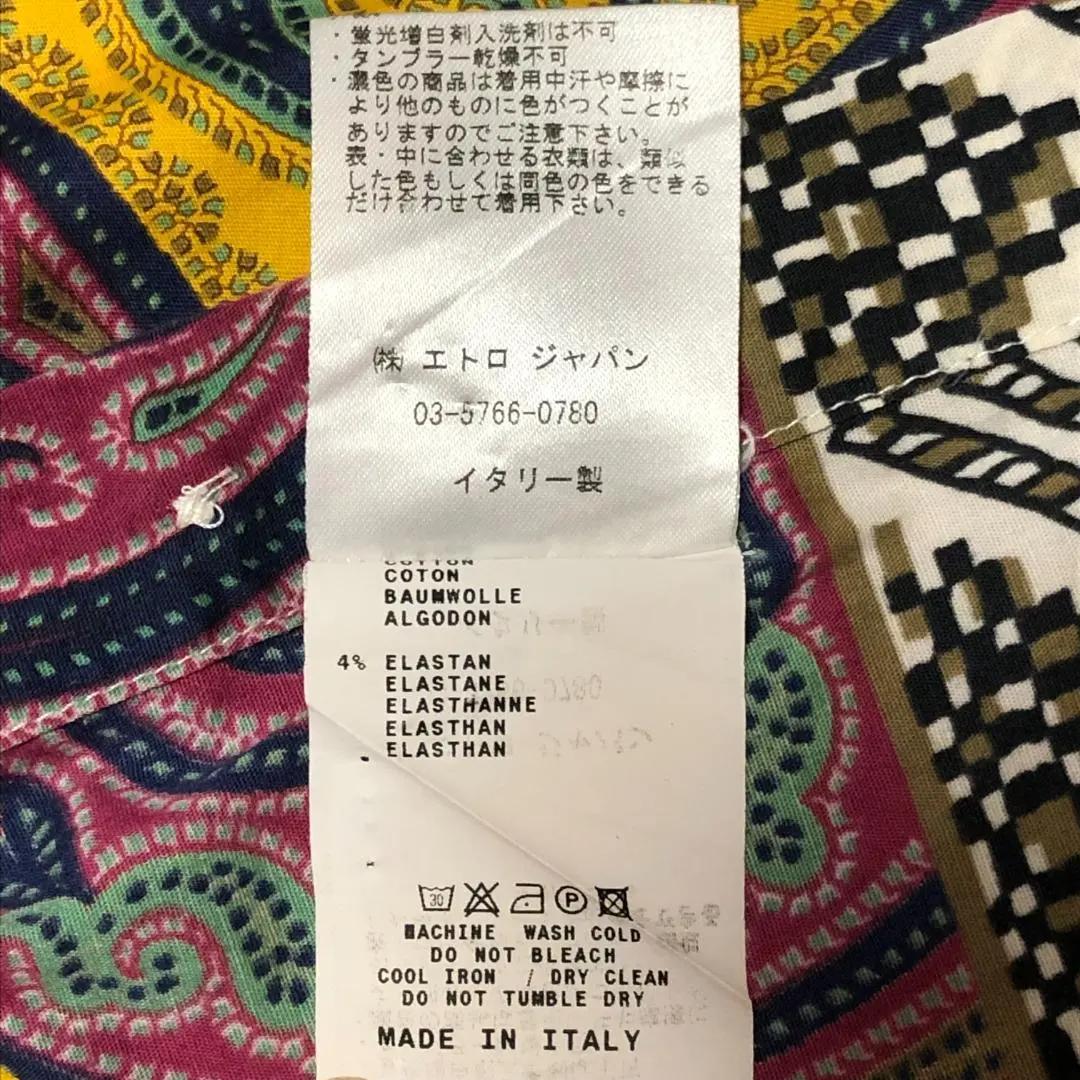 ・蛍光増白剤入洗剤は不可
・タンブラー乾燥不可
・濃色の商品は着用中汗や摩擦に
より他のものに色がつくことが
ありますのでご注意下さい。
表・中に合わせる衣類は、類似
した色もしくは同色の色をできる
だけ合わせて着用下さい。
㈱ エトロ ジャパン
03-5766-0780
イタリー製
COTTON
COTON
BAUMWOLLE
ALGODON
4% ELASTAN
ELASTANE
ELASTHANNE
ELASTHAN
ELASTHAN
30 P
MACHINE WASH COLD
DO NOT BLEACH
COOL IRON / DRY CLEAN
DO NOT TUMBLE DRY
MADE IN ITALY